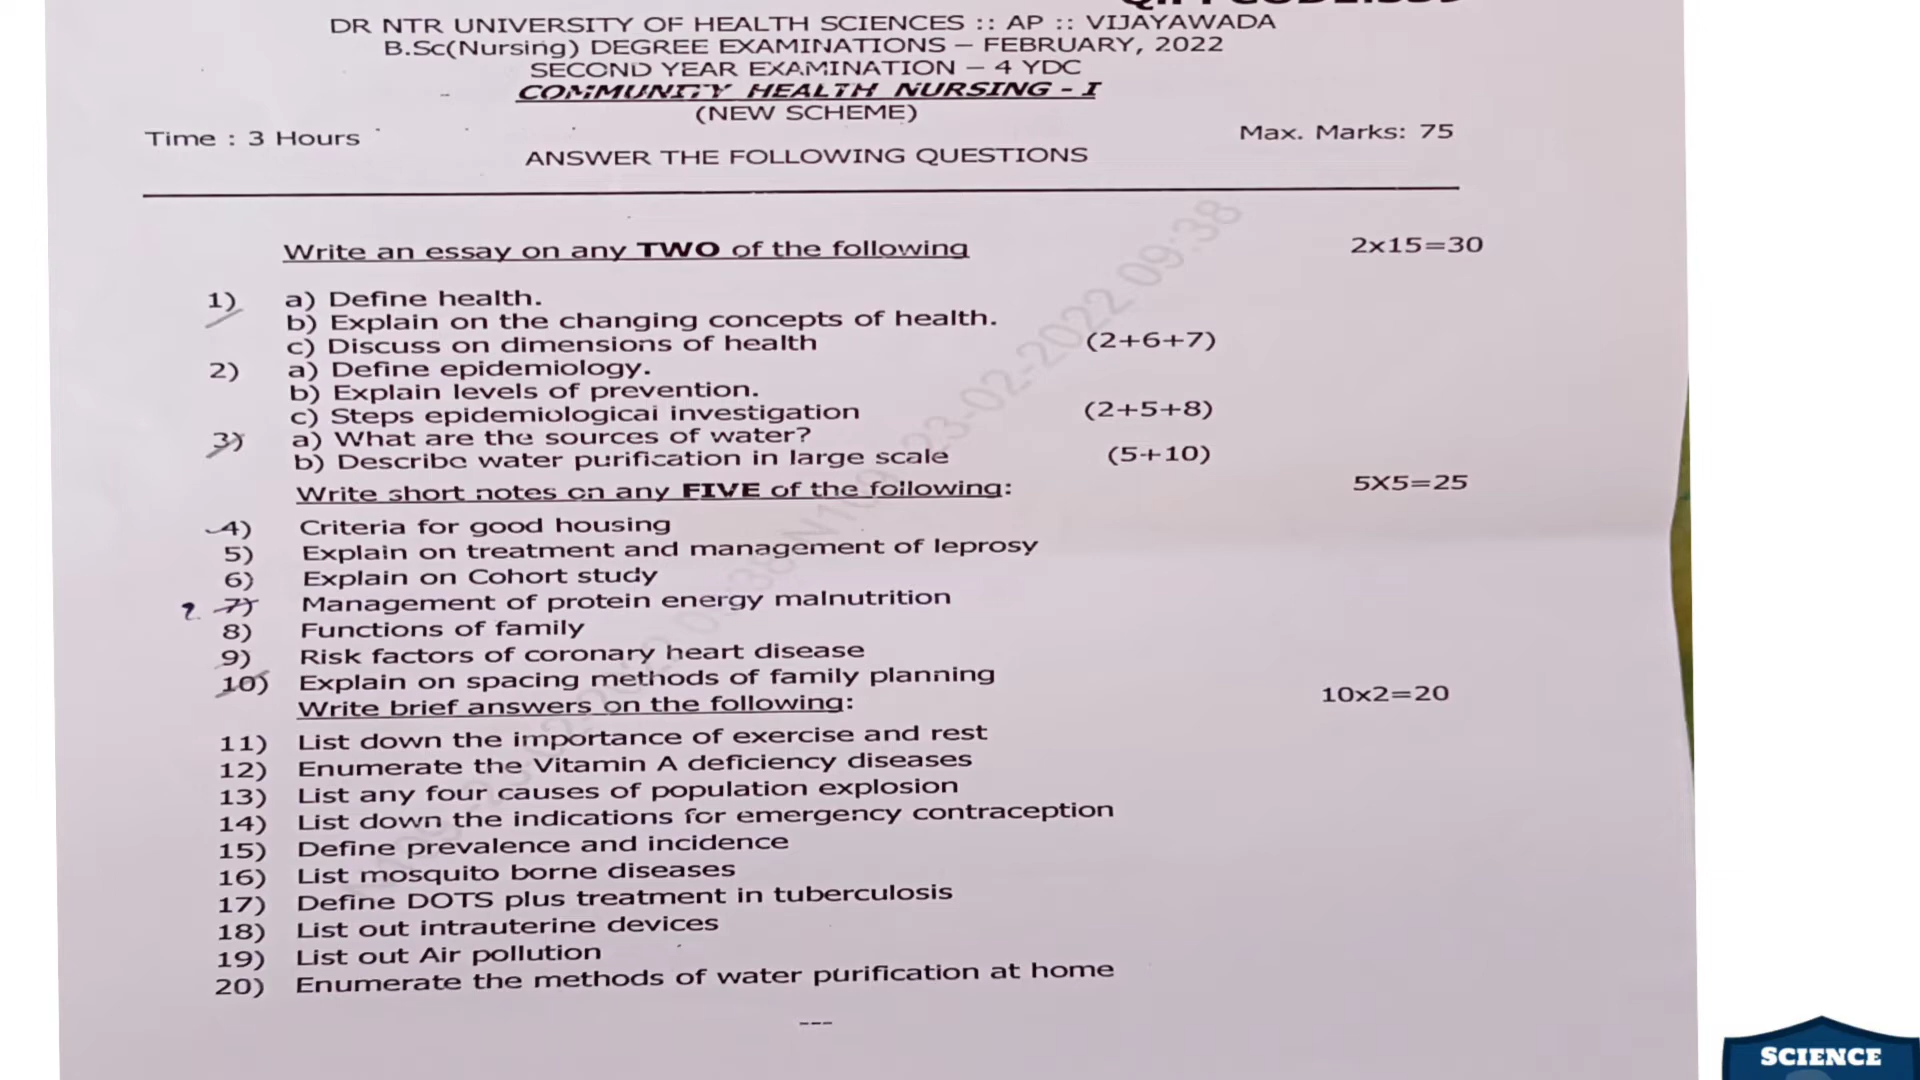 DR NTR UNIVERSITY OF HEALTH SCIENCES :: AP :: VIJAYAWADA
B.Sc(Nursing) DEGREE EXAMINATIONS – FEBRUARY, 2022
SECOND YEAR EXAMINATION – 4 YDC
COMMUNITY HEALTH NURSING - I
(NEW SCHEME)
Time : 3 Hours Max. Marks: 75
ANSWER THE FOLLOWING QUESTIONS
Write an essay on any TWO of the following 2x15=30
1) a) Define health.
b) Explain on the changing concepts of health.
c) Discuss on dimensions of health (2+6+7)
2) a) Define epidemiology.
b) Explain levels of prevention.
c) Steps epidemiological investigation (2+5+8)
3) a) What are the sources of water?
b) Describe water purification in large scale (5+10)
Write short notes on any FIVE of the following: 5X5=25
4) Criteria for good housing
5) Explain on treatment and management of leprosy
6) Explain on Cohort study
? 7) Management of protein energy malnutrition
8) Functions of family
9) Risk factors of coronary heart disease
10) Explain on spacing methods of family planning
Write brief answers on the following: 10x2=20
11) List down the importance of exercise and rest
12) Enumerate the Vitamin A deficiency diseases
13) List any four causes of population explosion
14) List down the indications for emergency contraception
15) Define prevalence and incidence
16) List mosquito borne diseases
17) Define DOTS plus treatment in tuberculosis
18) List out intrauterine devices
19) List out Air pollution
20) Enumerate the methods of water purification at home
---
23-02-2022 09:38
SCIENCE